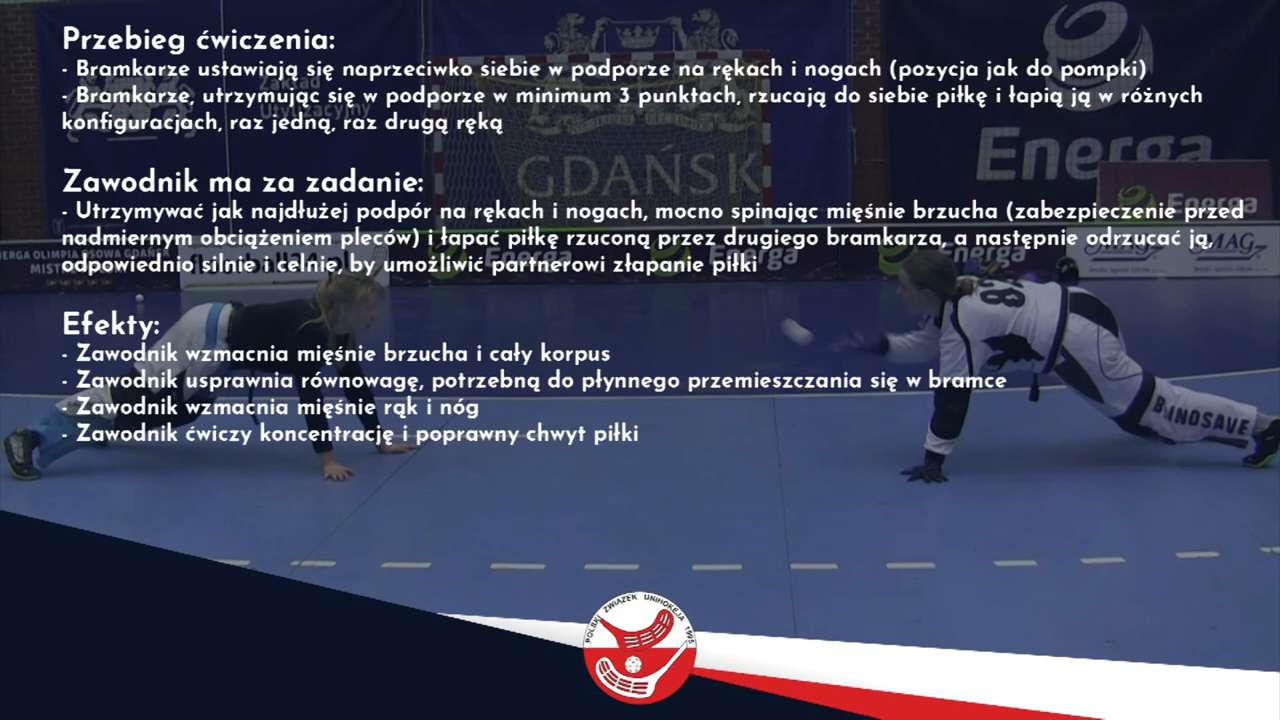 Przebieg ćwiczenia:
- Bramkarze ustawiają się naprzeciwko siebie w podporze na rękach i nogach (pozycja jak do pompki)
- Bramkarze, utrzymując się w podporze w minimum 3 punktach, rzucają do siebie piłkę i łapią ją w różnych
konfiguracjach, raz jedną, raz drugą ręką
Zawodnik ma za zadanie:
- Utrzymywać jak najdłużej podpór na rękach i nogach, mocno spinając mięśnie brzucha (zabezpieczenie przed
nadmiernym obciążeniem pleców) i łapać piłkę rzuconą przez drugiego bramkarza, a następnie odrzucać ją,
odpowiednio silnie i celnie, by umożliwić partnerowi złapanie piłki
Efekty:
- Zawodnik wzmacnia mięśnie brzucha i cały korpus
- Zawodnik usprawnia równowagę, potrzebną do płynnego przemieszczania się w bramce
- Zawodnik wzmacnia mięśnie rąk i nóg
- Zawodnik ćwiczy koncentrację i poprawny chwyt piłki
Zakład
Utylizacyjny
GDAŃSK
Energa
Energa
Energa
BLINDSAVE
POLSKI ZWIĄZEK UNIHOKEJA 1995